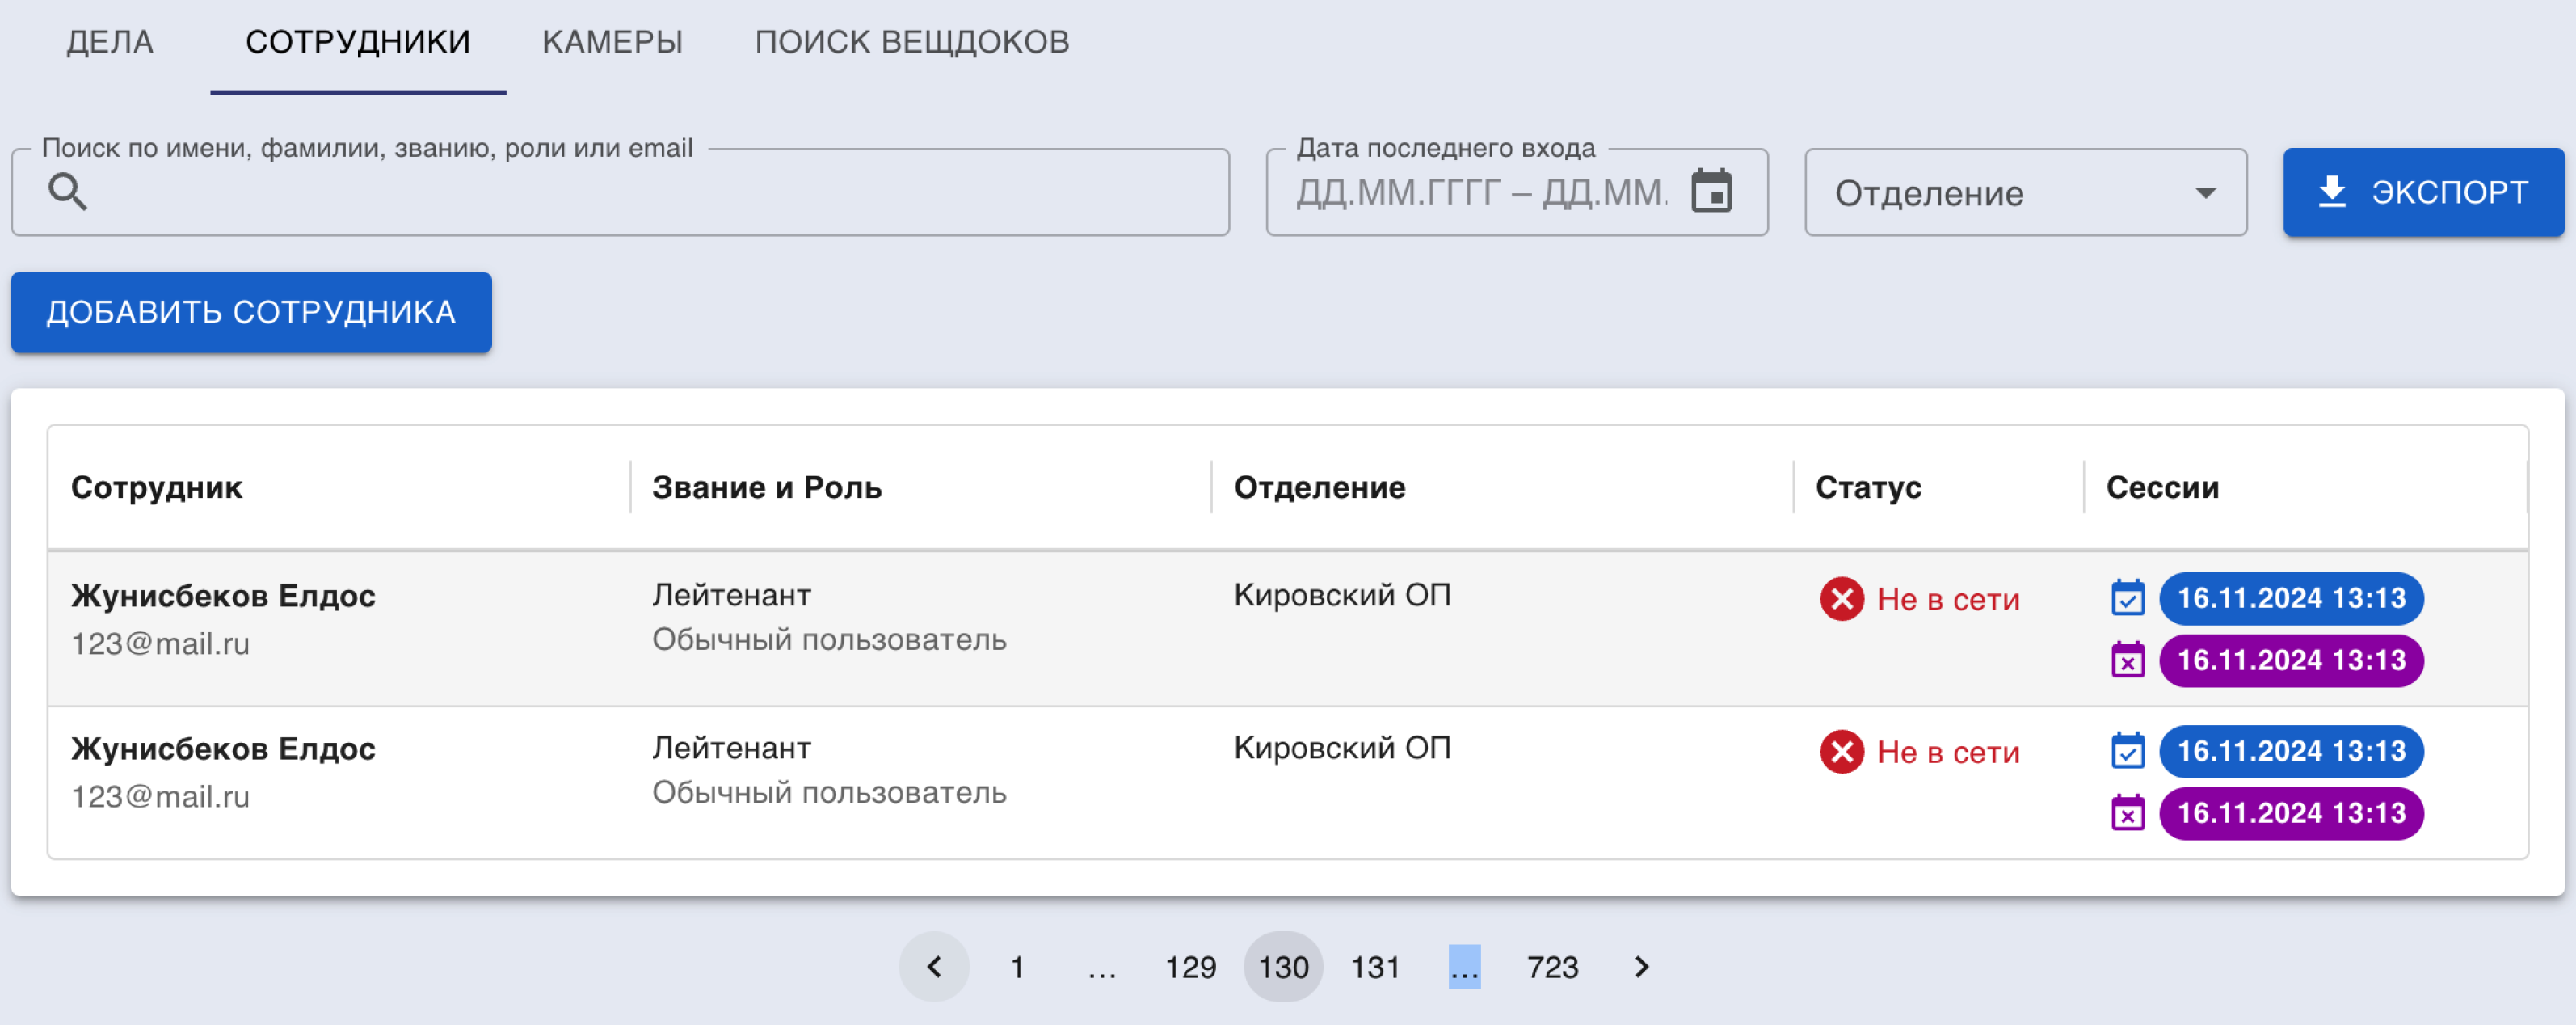 ДЕЛА СОТРУДНИКИ КАМЕРЫ ПОИСК ВЕЩДОКОВ
Поиск по имени, фамилии, званию, роли или email
Дата последнего входа
ДД.ММ.ГГГГ – ДД.ММ.
Отделение
ЭКСПОРТ
ДОБАВИТЬ СОТРУДНИКА
Сотрудник Звание и Роль Отделение Статус Сессии
Жунисбеков Елдос Лейтенант Кировский ОП Не в сети 16.11.2024 13:13
123@mail.ru Обычный пользователь 16.11.2024 13:13
Жунисбеков Елдос Лейтенант Кировский ОП Не в сети 16.11.2024 13:13
123@mail.ru Обычный пользователь 16.11.2024 13:13
1 ... 129 130 131 ... 723